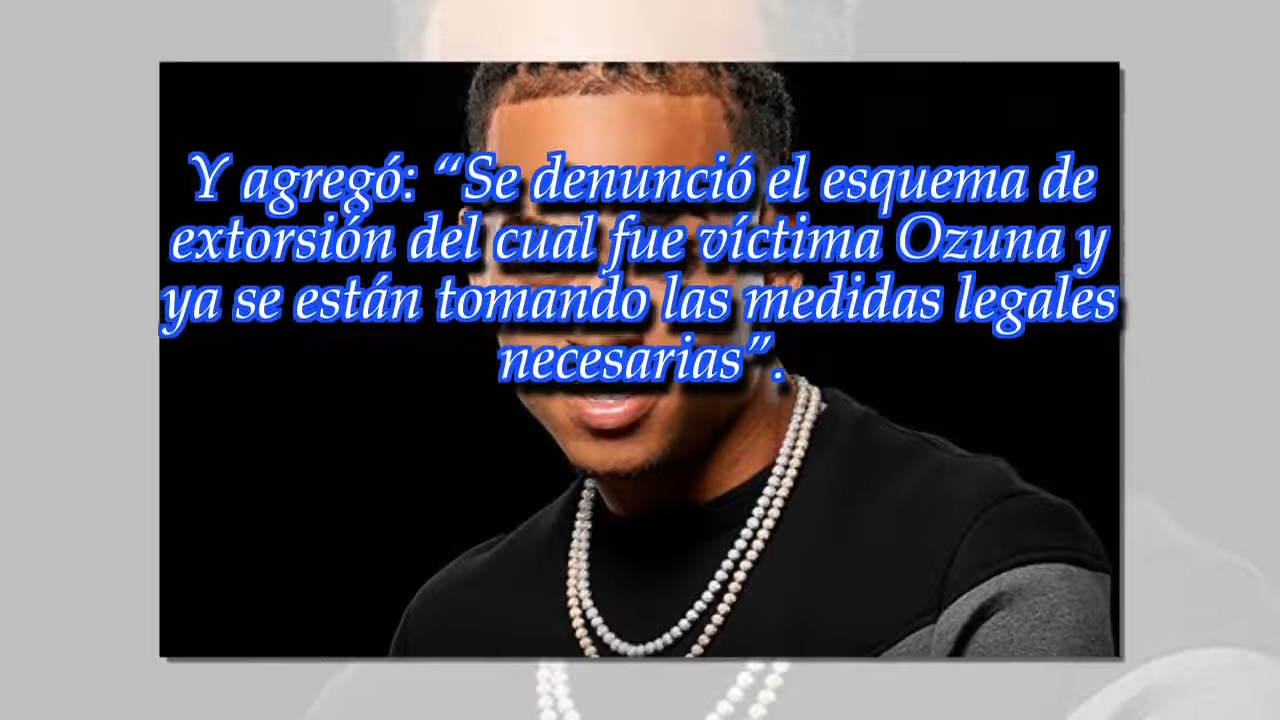 Y agregó: “Se denunció el esquema de
extorsión del cual fue víctima Ozuna y
ya se están tomando las medidas legales
necesarias”.